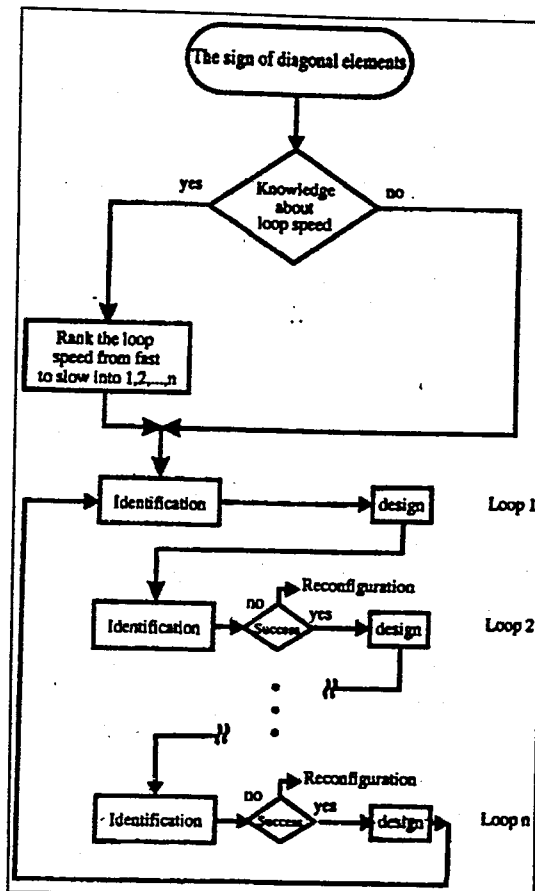 The sign of diagonal elements
yes
Knowledge
about
loop speed
no
Rank the loop
speed from fast
to slow into 1,2,...,n
Identification
design
Loop 1
Reconfiguration
no
yes
Identification
Success
design
Loop 2
Reconfiguration
no
yes
Identification
Success
design
Loop n